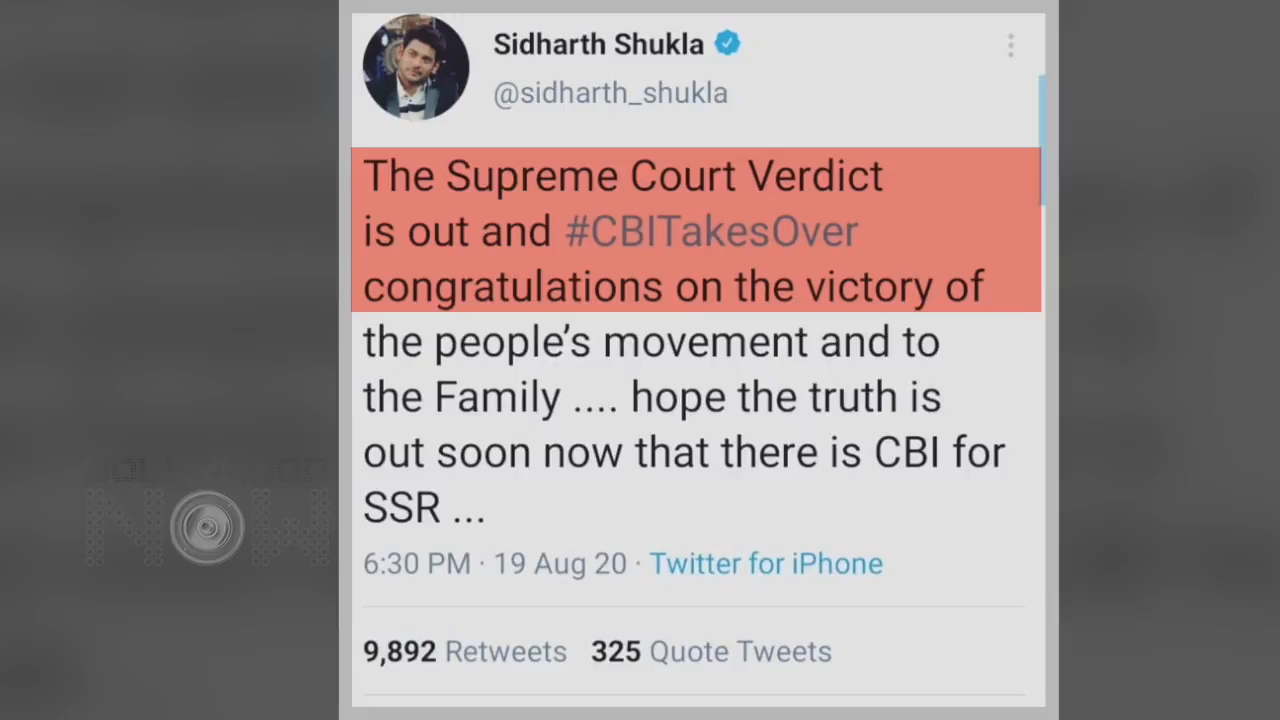 Sidharth Shukla
@sidharth_shukla
The Supreme Court Verdict
is out and #CBITakesOver
congratulations on the victory of
the people’s movement and to
the Family .... hope the truth is
out soon now that there is CBI for
SSR ...
6:30 PM · 19 Aug 20 · Twitter for iPhone
9,892 Retweets 325 Quote Tweets
NOW